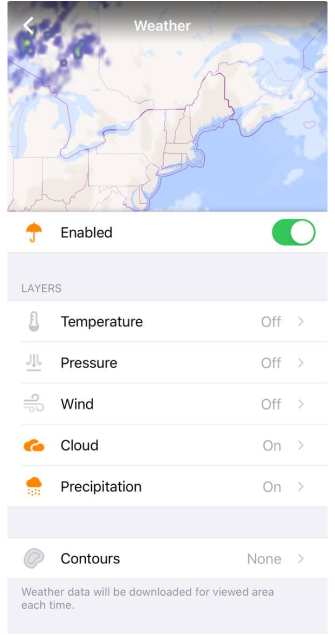 Weather
Enabled
LAYERS
Temperature Off
Pressure Off
Wind Off
Cloud On
Precipitation On
Contours None
Weather data will be downloaded for viewed area
each time.